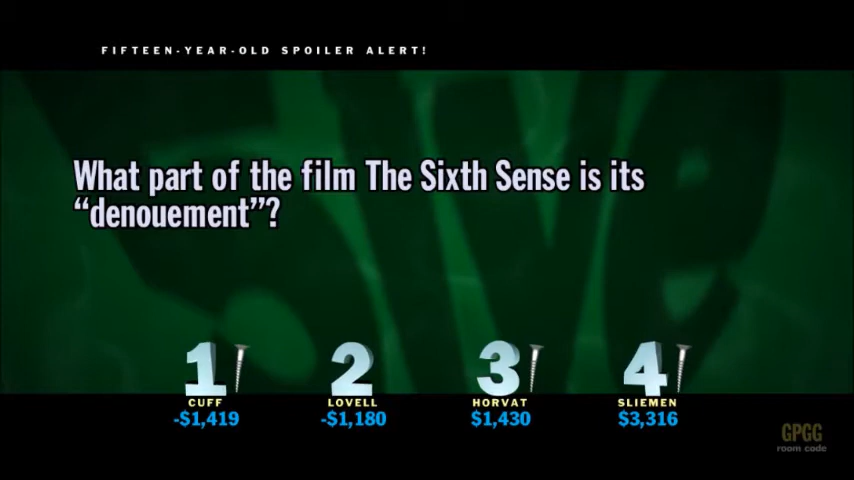 FIFTEEN-YEAR-OLD SPOILER ALERT!
What part of the film The Sixth Sense is its
“denouement”?
1 2 3 4
CUFF LOVELL HORVAT SLIEMEN
-$1,419 -$1,180 $1,430 $3,316
GPGG
room code